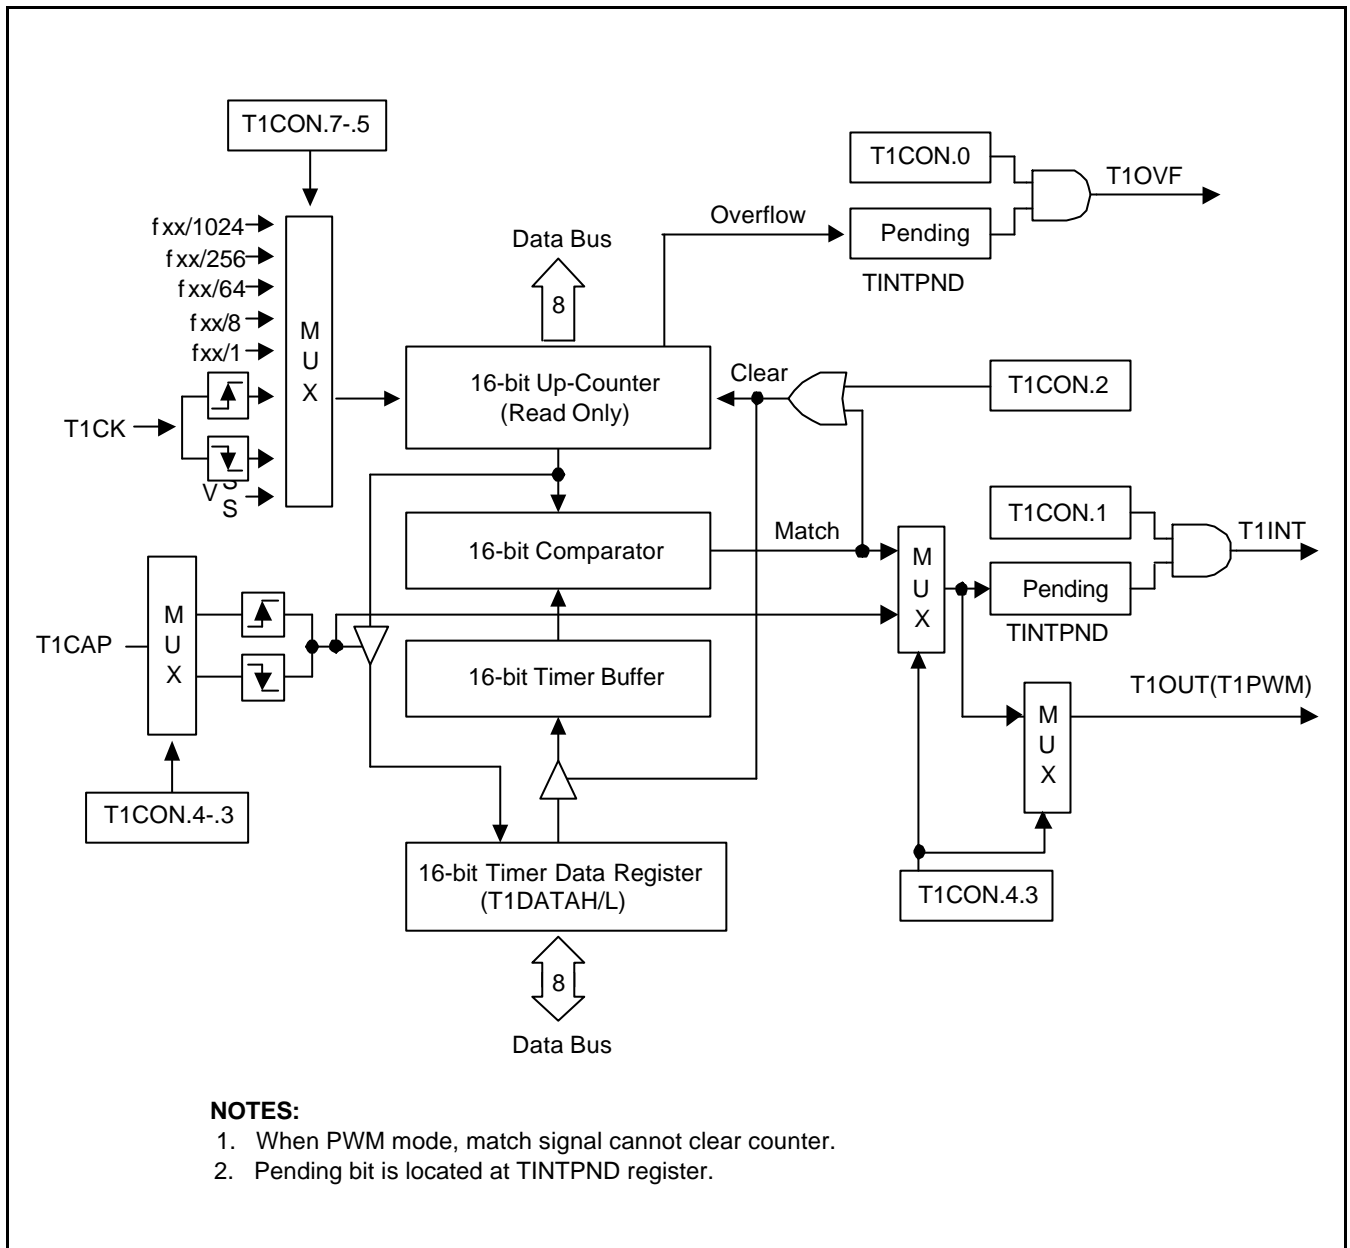 T1CON.7-.5
fxx/1024
fxx/256
fxx/64
fxx/8
fxx/1
T1CK
V S
S
M
U
X
Data Bus
8
16-bit Up-Counter
(Read Only)
Overflow
T1CON.0
Pending
TINTPND
T1OVF
Clear
T1CON.2
16-bit Comparator
Match
M
U
X
T1CON.1
Pending
TINTPND
T1INT
T1CAP
M
U
X
T1CON.4-.3
16-bit Timer Buffer
M
U
X
T1OUT(T1PWM)
T1CON.4.3
16-bit Timer Data Register
(T1DATAH/L)
8
Data Bus
NOTES:
1. When PWM mode, match signal cannot clear counter.
2. Pending bit is located at TINTPND register.